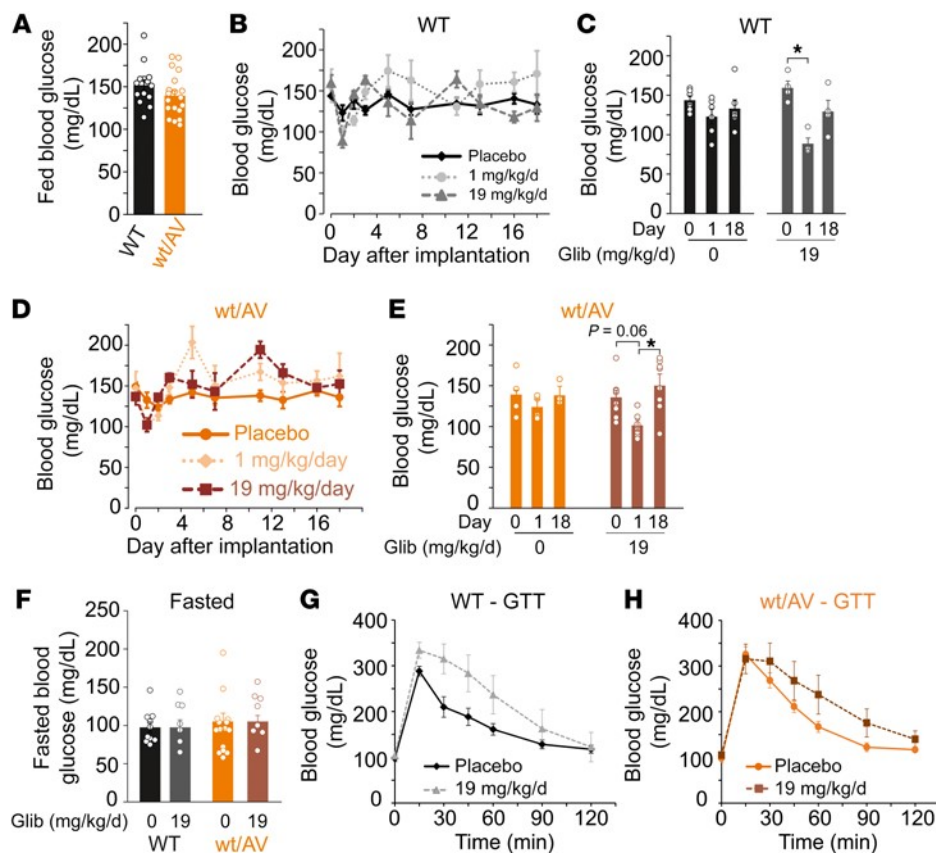 A
Fed blood glucose
(mg/dL)
200
150
100
50
0
WT
wt/AV
B
WT
Blood glucose
(mg/dL)
200
150
100
50
0
Placebo
1 mg/kg/d
19 mg/kg/d
0 4 8 12 16
Day after implantation
C
WT
Blood glucose
(mg/dL)
200
150
100
50
0
*
Day 0 1 18 0 1 18
Glib (mg/kg/d) 0 19
D
wt/AV
Blood glucose
(mg/dL)
200
150
100
50
0
Placebo
1 mg/kg/day
19 mg/kg/day
0 4 8 12 16
Day after implantation
E
wt/AV
Blood glucose
(mg/dL)
200
150
100
50
0
P = 0.06
*
Day 0 1 18 0 1 18
Glib (mg/kg/d) 0 19
F
Fasted
Fasted blood
glucose (mg/dL)
250
200
150
100
50
0
Glib (mg/kg/d) 0 19 0 19
WT wt/AV
G
WT - GTT
Blood glucose
(mg/dL)
400
300
200
100
0
Placebo
19 mg/kg/d
0 30 60 90 120
Time (min)
H
wt/AV - GTT
Blood glucose
(mg/dL)
400
300
200
100
0
Placebo
19 mg/kg/d
0 30 60 90 120
Time (min)